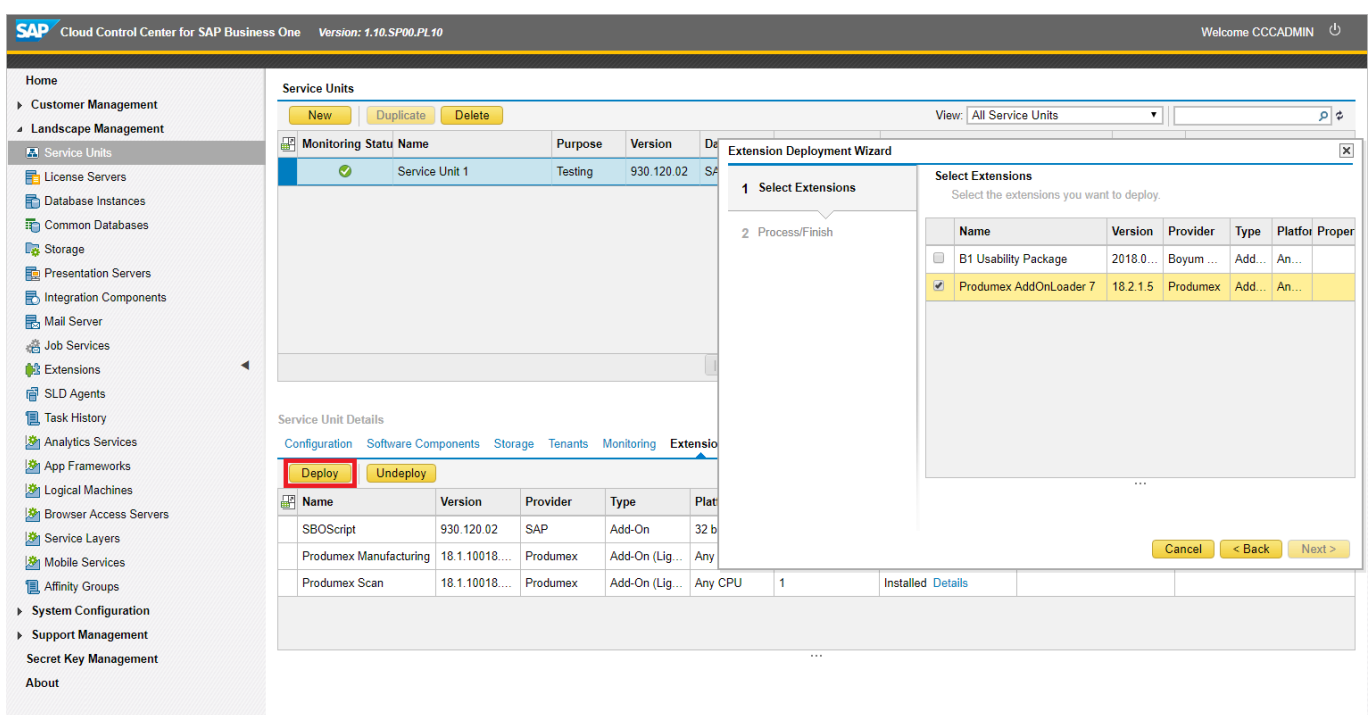 SAP Cloud Control Center for SAP Business One Version: 1.10.SP00.PL10 Welcome CCCADMIN
Home
Customer Management
Landscape Management
Service Units
License Servers
Database Instances
Common Databases
Storage
Presentation Servers
Integration Components
Mail Server
Job Services
Extensions
SLD Agents
Task History
Analytics Services
App Frameworks
Logical Machines
Browser Access Servers
Service Layers
Mobile Services
Affinity Groups
System Configuration
Support Management
Secret Key Management
About
Service Units
New Duplicate Delete View: All Service Units
Monitoring Statu Name Purpose Version Da
Service Unit 1 Testing 930.120.02 SA
Service Unit Details
Configuration Software Components Storage Tenants Monitoring Extensio
Deploy Undeploy
Name Version Provider Type Plat
SBOScript 930.120.02 SAP Add-On 32 b
Produmex Manufacturing 18.1.10018.... Produmex Add-On (Lig... Any
Produmex Scan 18.1.10018.... Produmex Add-On (Lig... Any CPU 1 Installed Details
...
Extension Deployment Wizard
1 Select Extensions
2 Process/Finish
Select Extensions
Select the extensions you want to deploy.
Name Version Provider Type Platfor Proper
B1 Usability Package 2018.0... Boyum ... Add... An...
Produmex AddOnLoader 7 18.2.1.5 Produmex Add... An...
...
Cancel < Back Next >